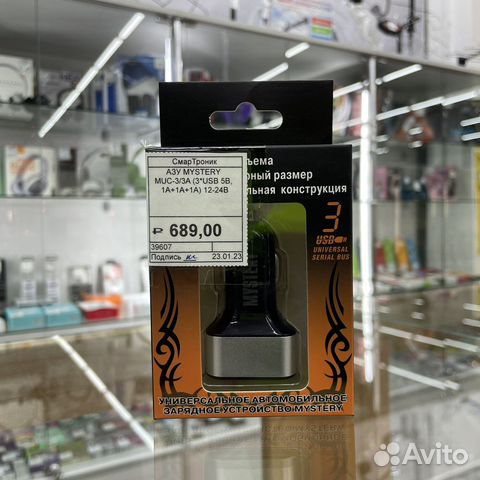 СмарТроник
АЗУ MYSTERY
MUC-3/3A (3*USB 5В,
1А+1А+1А) 12-24В
₽ 689,00
39607
Подпись 23.01.23
ъема
ный размер
льная конструкция
3
USB
UNIVERSAL
SERIAL BUS
MYSTERY
УНИВЕРСАЛЬНОЕ АВТОМОБИЛЬНОЕ
ЗАРЯДНОЕ УСТРОЙСТВО MYSTERY
Avito